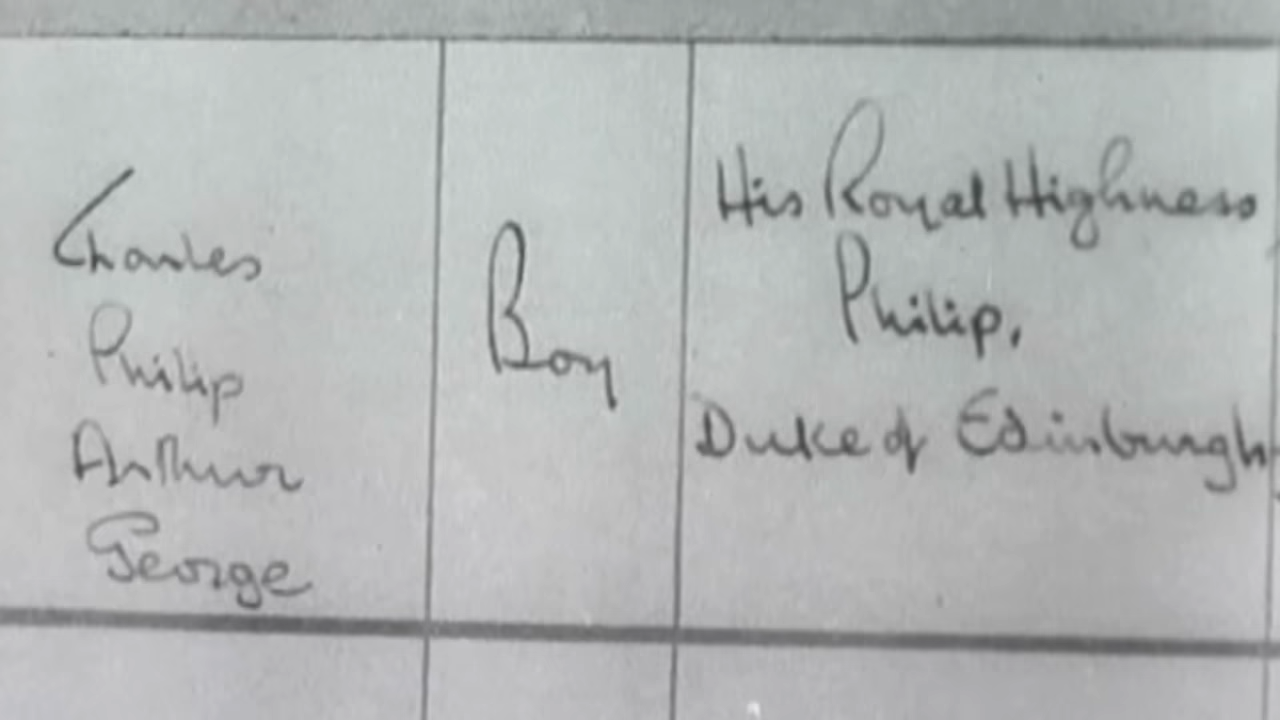 Charles
Philip
Arthur
George
Boy
His Royal Highness
Philip,
Duke of Edinburgh